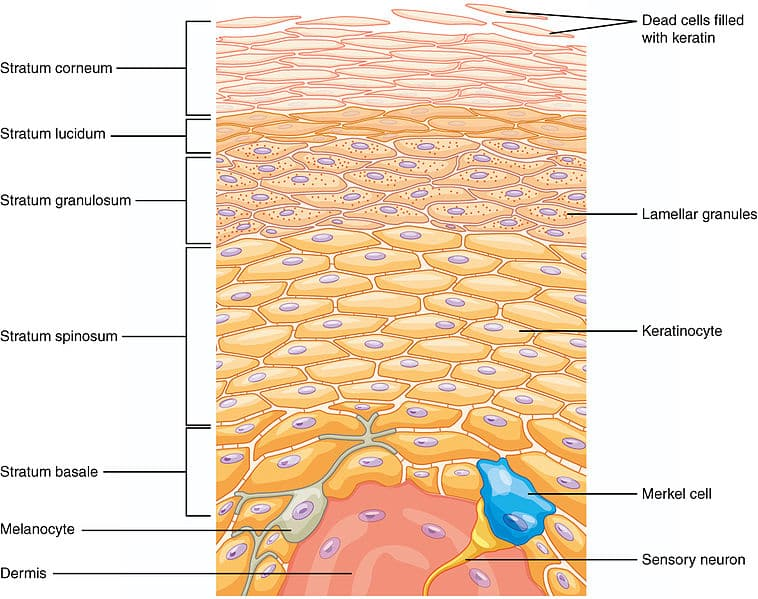 Stratum corneum
Stratum lucidum
Stratum granulosum
Stratum spinosum
Stratum basale
Melanocyte
Dermis
Dead cells filled
with keratin
Lamellar granules
Keratinocyte
Merkel cell
Sensory neuron